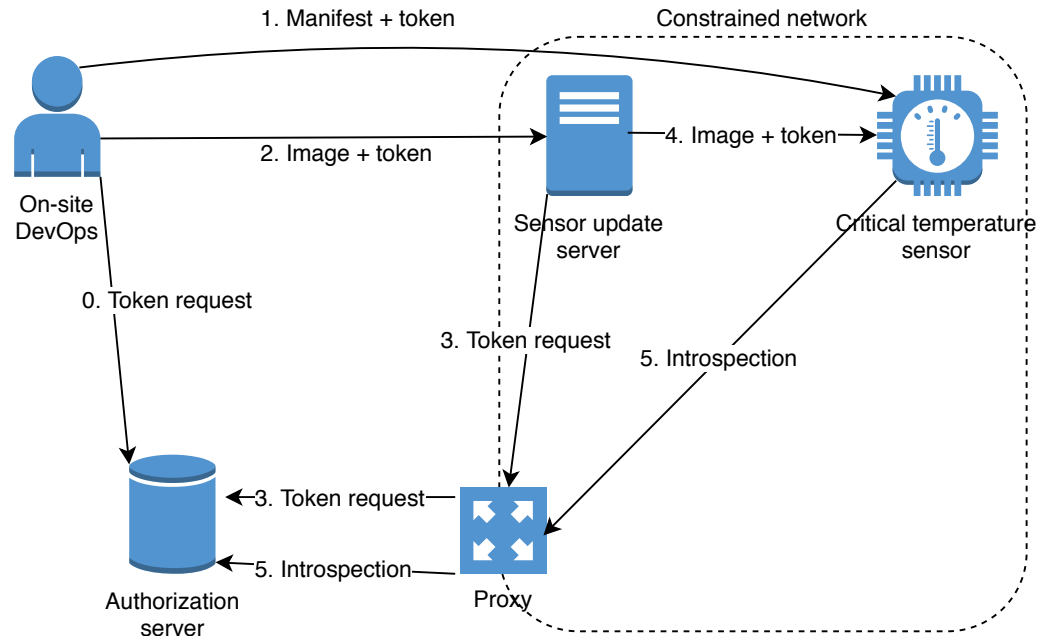 1. Manifest + token
Constrained network
2. Image + token
4. Image + token
On-site
DevOps
Sensor update
server
Critical temperature
sensor
0. Token request
3. Token request
5. Introspection
3. Token request
5. Introspection
Authorization
server
Proxy